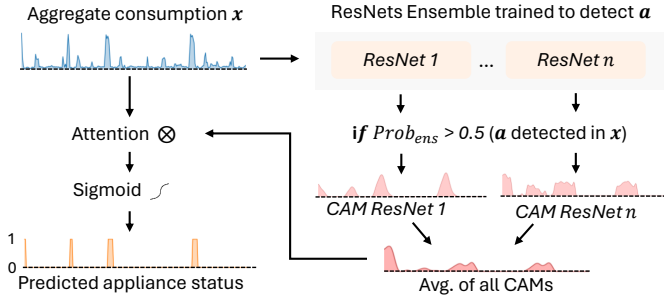 Aggregate consumption x
ResNets Ensemble trained to detect a
ResNet 1 ... ResNet n
if Prob_ens > 0.5 (a detected in x)
Attention ⊗
Sigmoid
CAM ResNet 1
CAM ResNet n
1
0
Predicted appliance status
Avg. of all CAMs